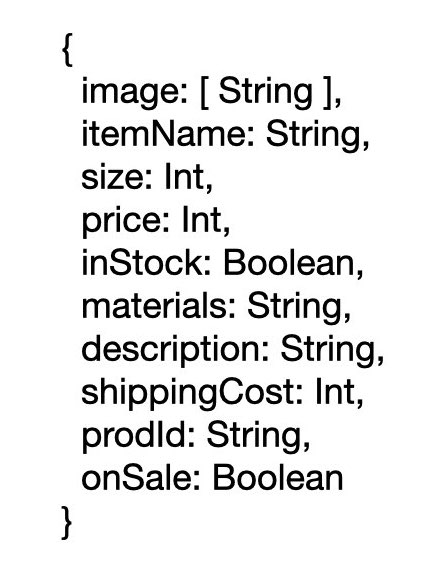 {
image: [ String ],
itemName: String,
size: Int,
price: Int,
inStock: Boolean,
materials: String,
description: String,
shippingCost: Int,
prodId: String,
onSale: Boolean
}